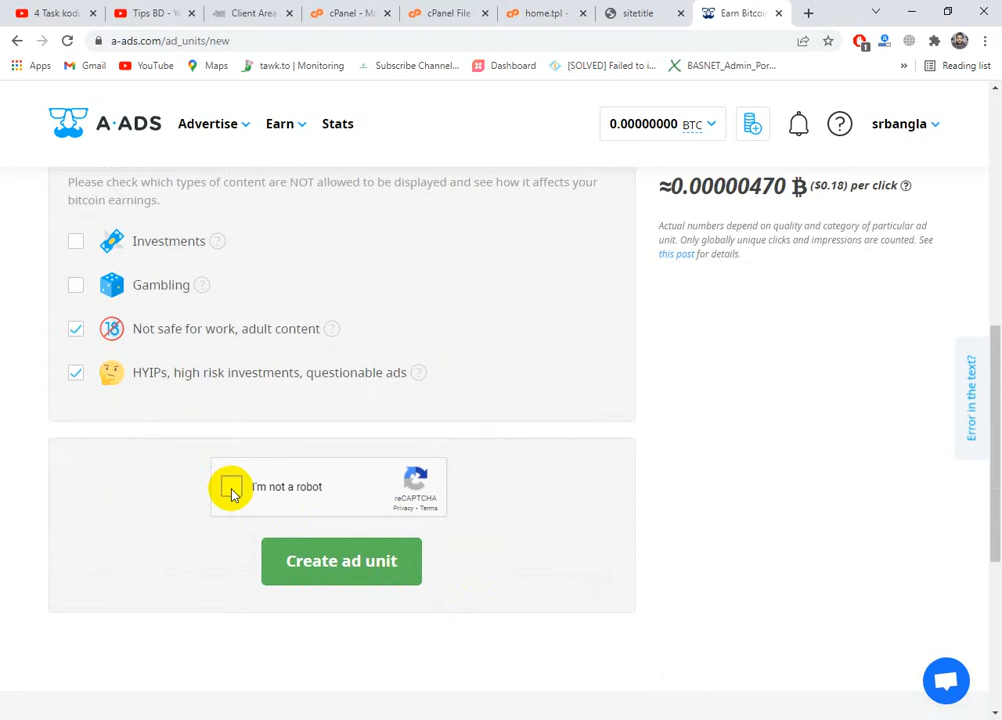 4 Task kodu
Tips BD - Yo
Client Area
cPanel - Ma
cPanel File
home.tpl -
sitetitle
Earn Bitcoin
a-ads.com/ad_units/new
1
Apps
Gmail
YouTube
Maps
tawk.to | Monitoring
Subscribe Channel...
Dashboard
[SOLVED] Failed to i...
BASNET_Admin_Por...
»
Reading list
A-ADS
Advertise
Earn
Stats
0.00000000 BTC
?
srbangla
Please check which types of content are NOT allowed to be displayed and see how it affects your
bitcoin earnings.
Investments ?
Gambling ?
18 Not safe for work, adult content ?
HYIPs, high risk investments, questionable ads ?
≈0.00000470 ₿ ($0.18) per click ?
Actual numbers depend on quality and category of particular ad
unit. Only globally unique clicks and impressions are counted. See
this post for details.
Error in the text?
I'm not a robot
reCAPTCHA
Privacy - Terms
Create ad unit